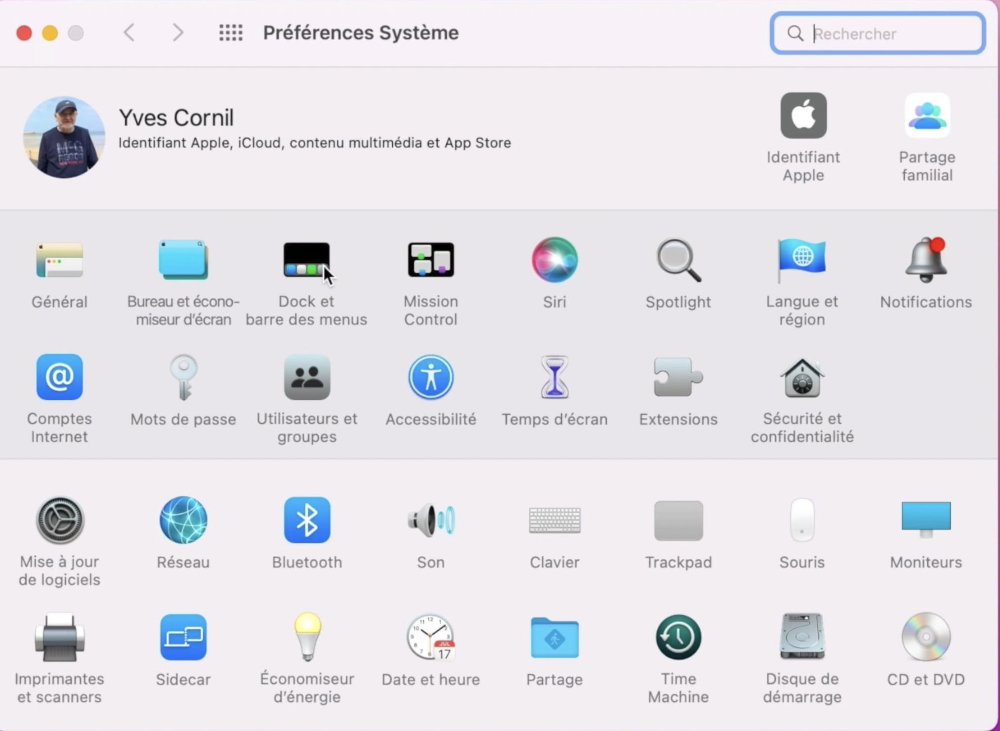 Préférences Système
Rechercher
Yves Cornil
Identifiant Apple, iCloud, contenu multimédia et App Store
Identifiant
Apple
Partage
familial
Général
Bureau et écono-
miseur d’écran
Dock et
barre des menus
Mission
Control
Siri
Spotlight
Langue et
région
Notifications
Comptes
Internet
Mots de passe
Utilisateurs et
groupes
Accessibilité
Temps d’écran
Extensions
Sécurité et
confidentialité
Mise à jour
de logiciels
Réseau
Bluetooth
Son
Clavier
Trackpad
Souris
Moniteurs
JUL
17
Imprimantes
et scanners
Sidecar
Économiseur
d’énergie
Date et heure
Partage
Time
Machine
Disque de
démarrage
CD et DVD